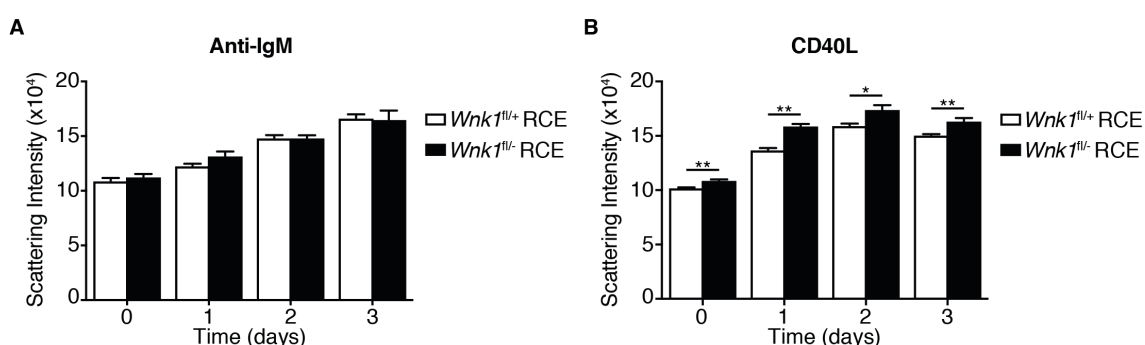 A
Anti-IgM
Scattering Intensity (x10⁴)
20
15
10
5
0
0 1 2 3
Time (days)
Wnk1fl/+ RCE
Wnk1fl/- RCE
B
CD40L
Scattering Intensity (x10⁴)
20
15
10
5
0
** ** * **
0 1 2 3
Time (days)
Wnk1fl/+ RCE
Wnk1fl/- RCE